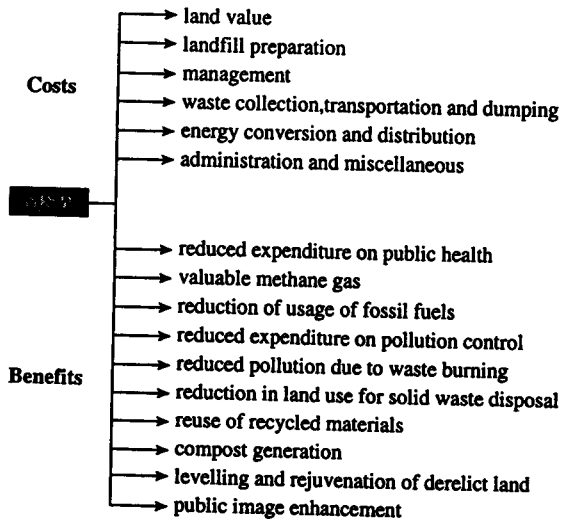 land value
landfill preparation
Costs
management
waste collection,transportation and dumping
energy conversion and distribution
administration and miscellaneous
reduced expenditure on public health
valuable methane gas
reduction of usage of fossil fuels
reduced expenditure on pollution control
Benefits
reduced pollution due to waste burning
reduction in land use for solid waste disposal
reuse of recycled materials
compost generation
levelling and rejuvenation of derelict land
public image enhancement